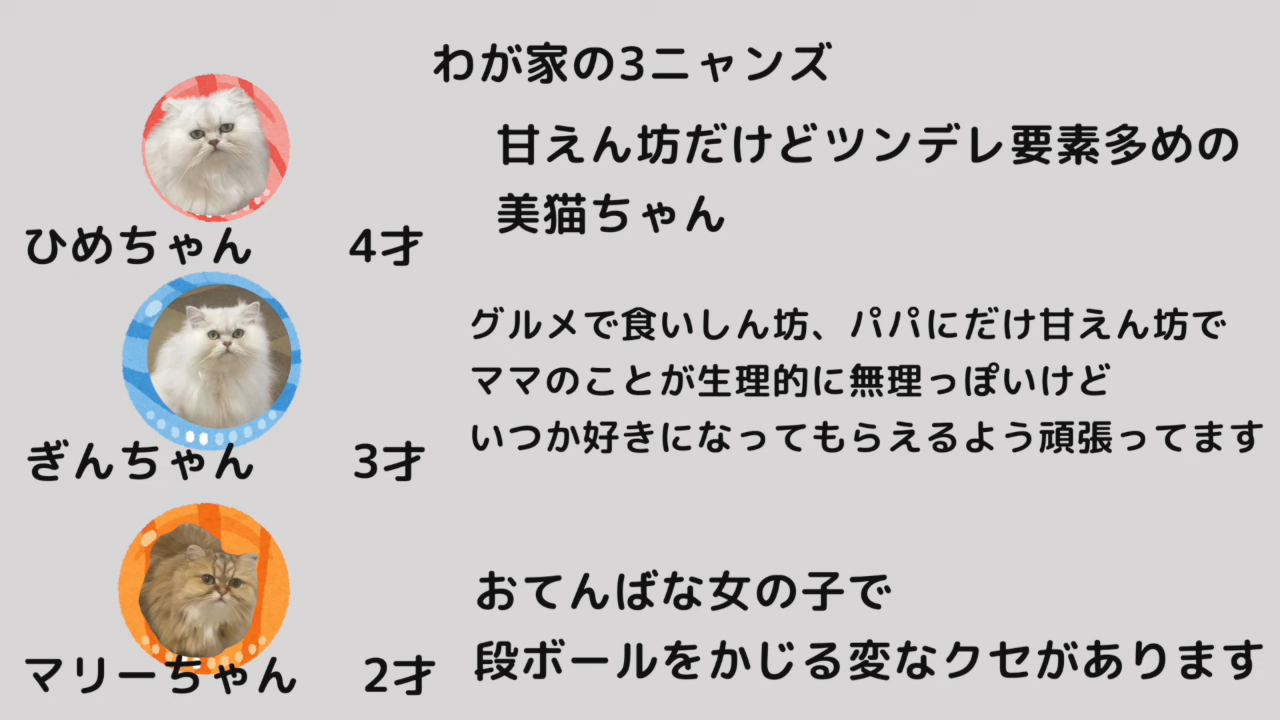 わが家の3ニャンズ
甘えん坊だけどツンデレ要素多めの
美猫ちゃん
ひめちゃん 4才
グルメで食いしん坊、パパにだけ甘えん坊で
ママのことが生理的に無理っぽいけど
いつか好きになってもらえるよう頑張ってます
ぎんちゃん 3才
おてんばな女の子で
段ボールをかじる変なクセがあります
マリーちゃん 2才